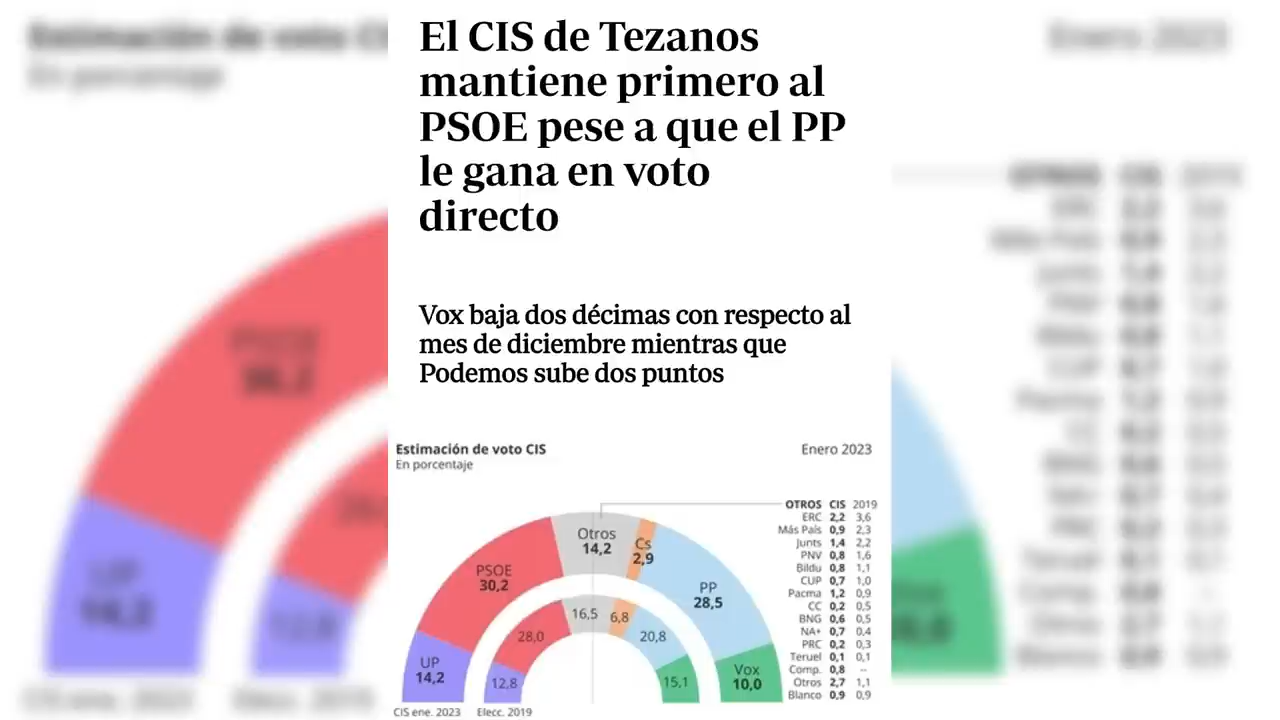 El CIS de Tezanos
mantiene primero al
PSOE pese a que el PP
le gana en voto
directo
Vox baja dos décimas con respecto al
mes de diciembre mientras que
Podemos sube dos puntos
Estimación de voto CIS
Enero 2023
En porcentaje
UP
14,2
PSOE
30,2
Otros
14,2
Cs
2,9
PP
28,5
Vox
10,0
12,8
28,0
16,5
6,8
20,8
15,1
CIS ene. 2023
Elecc. 2019
OTROS CIS 2019
ERC 2,2 3,6
Más País 0,9 2,3
Junts 1,4 2,2
PNV 0,8 1,6
Bildu 0,8 1,1
CUP 0,7 1,0
Pacma 1,2 0,9
CC 0,2 0,5
BNG 0,6 0,5
NA+ 0,7 0,4
PRC 0,2 0,3
Teruel 0,1 0,1
Comp. 0,8 --
Otros 2,7 1,1
Blanco 0,9 0,9